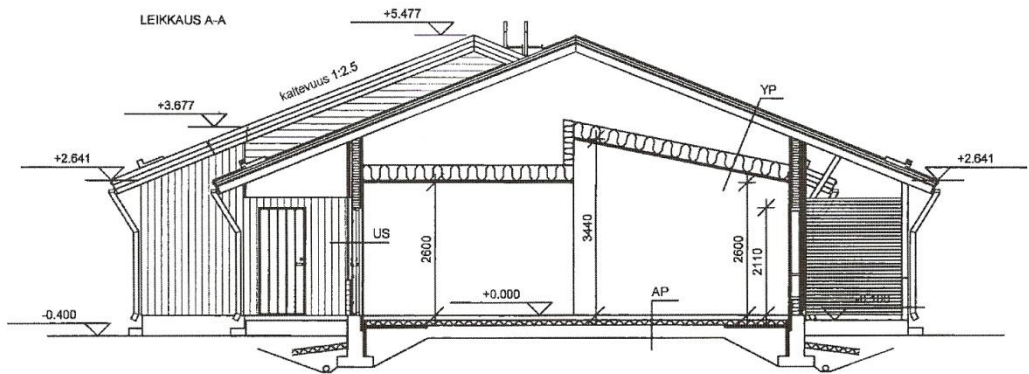 LEIKKAUS A-A
+5.477
kaltevuus 1:2.5
YP
+3.677
+2.641
+2.641
US
2600
3440
2600
2110
+0.000
AP
-0.400